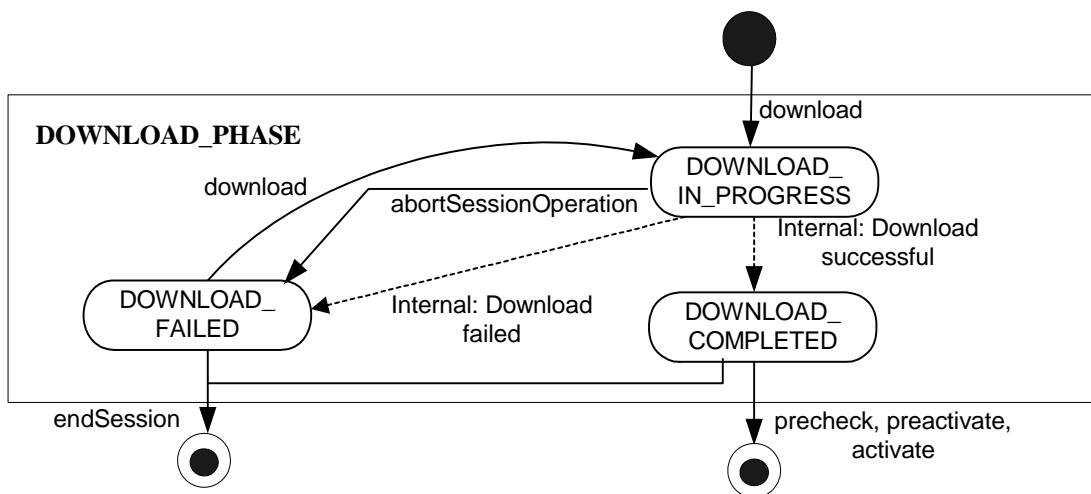 download
DOWNLOAD_PHASE
DOWNLOAD_
IN_PROGRESS
download
abortSessionOperation
Internal: Download
successful
DOWNLOAD_
FAILED
Internal: Download
failed
DOWNLOAD_
COMPLETED
endSession
precheck, preactivate,
activate